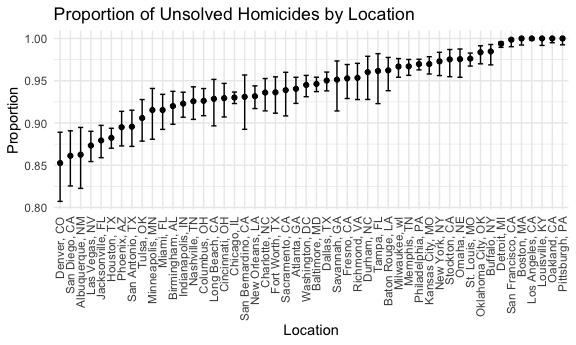 Proportion of Unsolved Homicides by Location
1.00
0.95
0.90
0.85
0.80
Proportion
Denver, CO
San Diego, CA
Albuquerque, NM
Las Vegas, NV
Jacksonville, FL
Houston, TX
Phoenix, AZ
San Antonio, TX
Tulsa, OK
Minneapolis, MN
Miami, FL
Birmingham, AL
Indianapolis, IN
Nashville, TN
Columbus, OH
Long Beach, CA
Cincinnati, OH
Chicago, IL
San Bernardino, CA
New Orleans, LA
Charlotte, NC
Fort Worth, TX
Sacramento, CA
Atlanta, GA
Washington, DC
Baltimore, MD
Dallas, TX
Savannah, GA
Fresno, CA
Richmond, VA
Durham, NC
Tampa, FL
Baton Rouge, LA
Milwaukee, wI
Memphis, TN
Philadelphia, PA
Kansas City, MO
New York, NY
Stockton, CA
Omaha, NE
St. Louis, MO
Oklahoma City, OK
Buffalo, NY
Detroit, MI
San Francisco, CA
Boston, MA
Los Angeles, CA
Louisville, KY
Oakland, CA
Pittsburgh, PA
Location